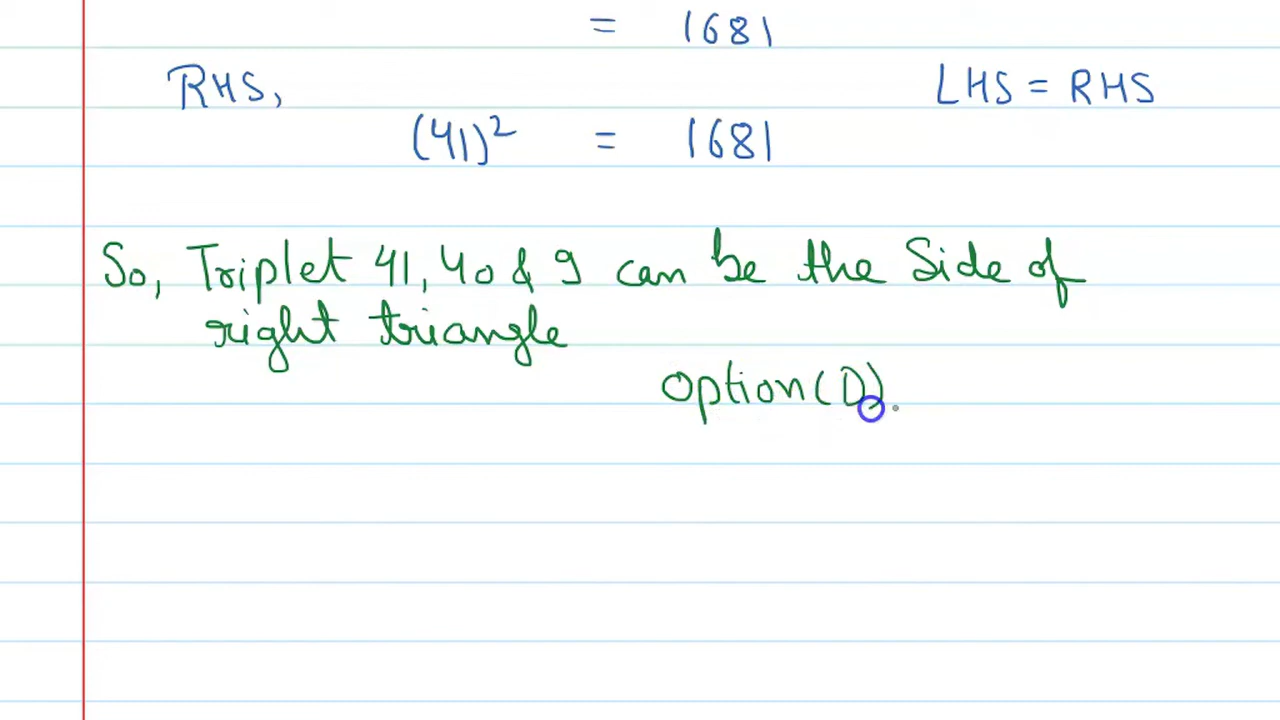 = 1681
RHS, LHS = RHS
(41)² = 1681
So, Triplet 41, 40 & 9 can be the Side of
right triangle
Option (D).